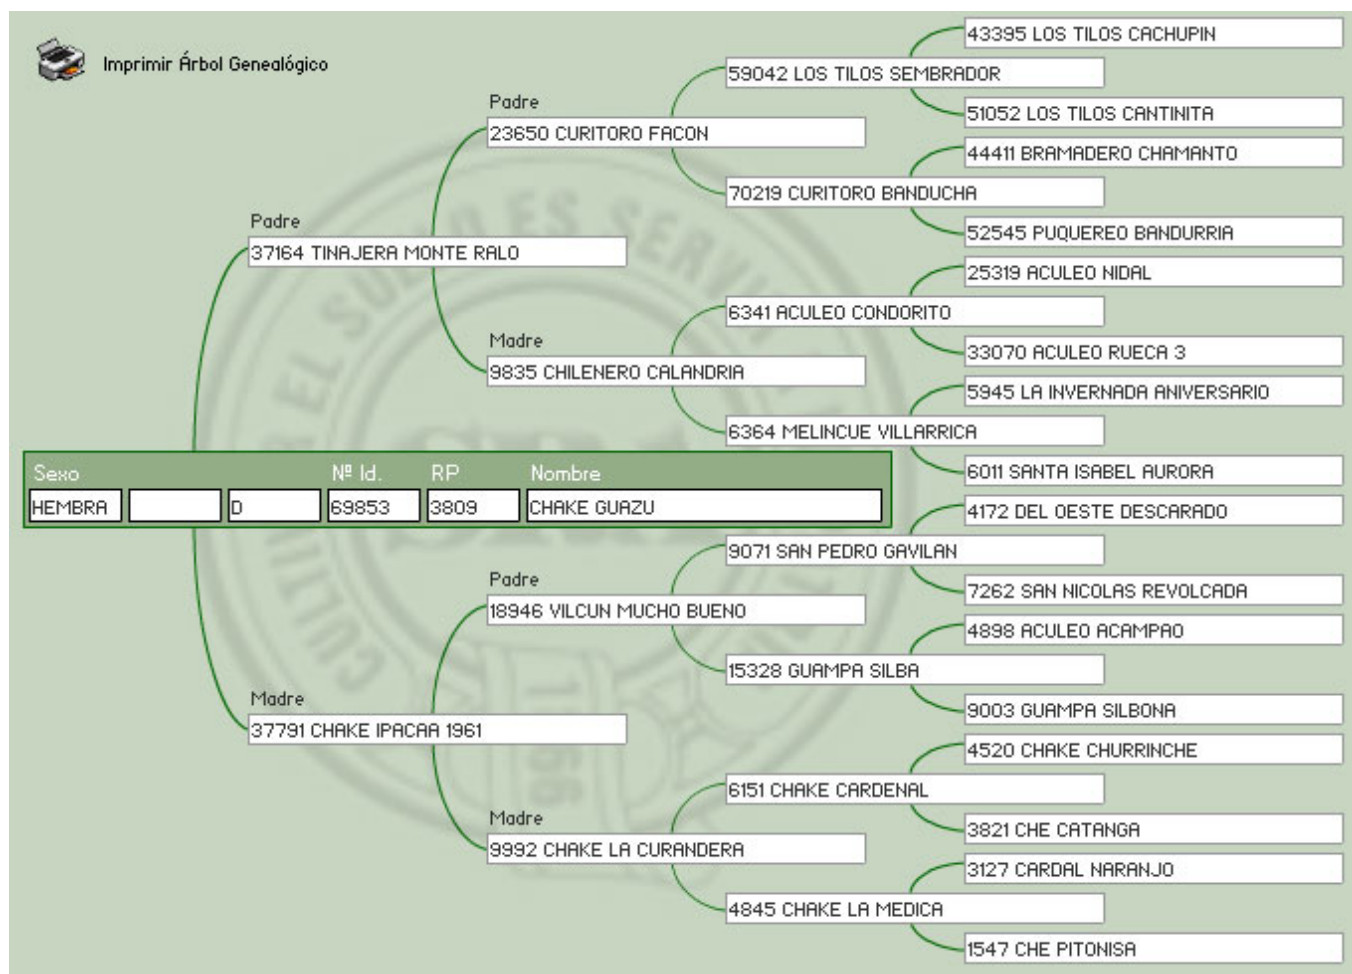 Imprimir Árbol Genealógico
43395 LOS TILOS CACHUPIN
59042 LOS TILOS SEMBRADOR
Padre
51052 LOS TILOS CANTINITA
23650 CURITORO FACON
44411 BRAMADERO CHAMANTO
70219 CURITORO BANDUCHA
Padre
52545 PUQUEREO BANDURRIA
37164 TINAJERA MONTE RALO
25319 ACULEO NIDAL
6341 ACULEO CONDORITO
Madre
33070 ACULEO RUECA 3
9835 CHILENERO CALANDRIA
5945 LA INVERNADA ANIVERSARIO
6364 MELINCUE VILLARRICA
Sexo Nº Id. RP Nombre
6011 SANTA ISABEL AURORA
HEMBRA D 69853 3809 CHAKE GUAZU
4172 DEL OESTE DESCARADO
9071 SAN PEDRO GAVILAN
Padre
7262 SAN NICOLAS REVOLCADA
18946 VILCUN MUCHO BUENO
4898 ACULEO ACAMPAO
15328 GUAMPA SILBA
Madre
9003 GUAMPA SILBONA
37791 CHAKE IPACAA 1961
4520 CHAKE CHURRINCHE
6151 CHAKE CARDENAL
Madre
3821 CHE CATANGA
9992 CHAKE LA CURANDERA
3127 CARDAL NARANJO
4845 CHAKE LA MEDICA
1547 CHE PITONISA
1866